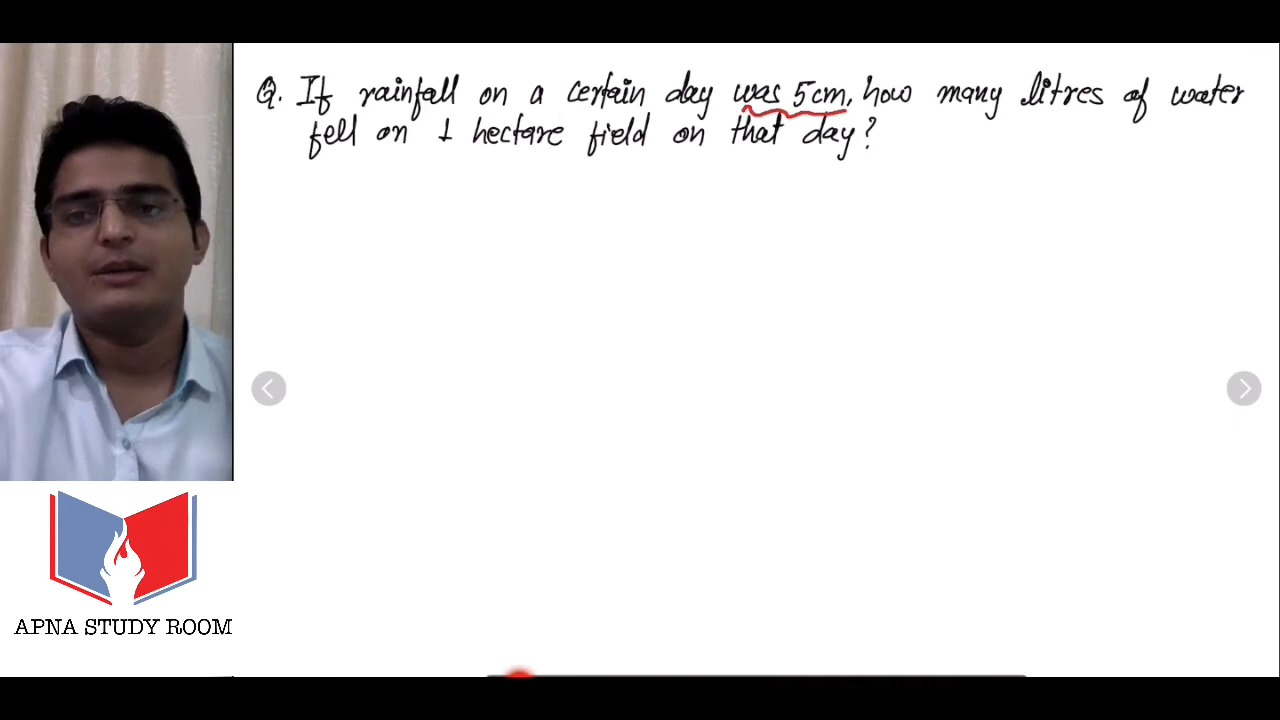 Q. If rainfall on a certain day was 5cm, how many litres of water
fell on 1 hectare field on that day?
APNA STUDY ROOM